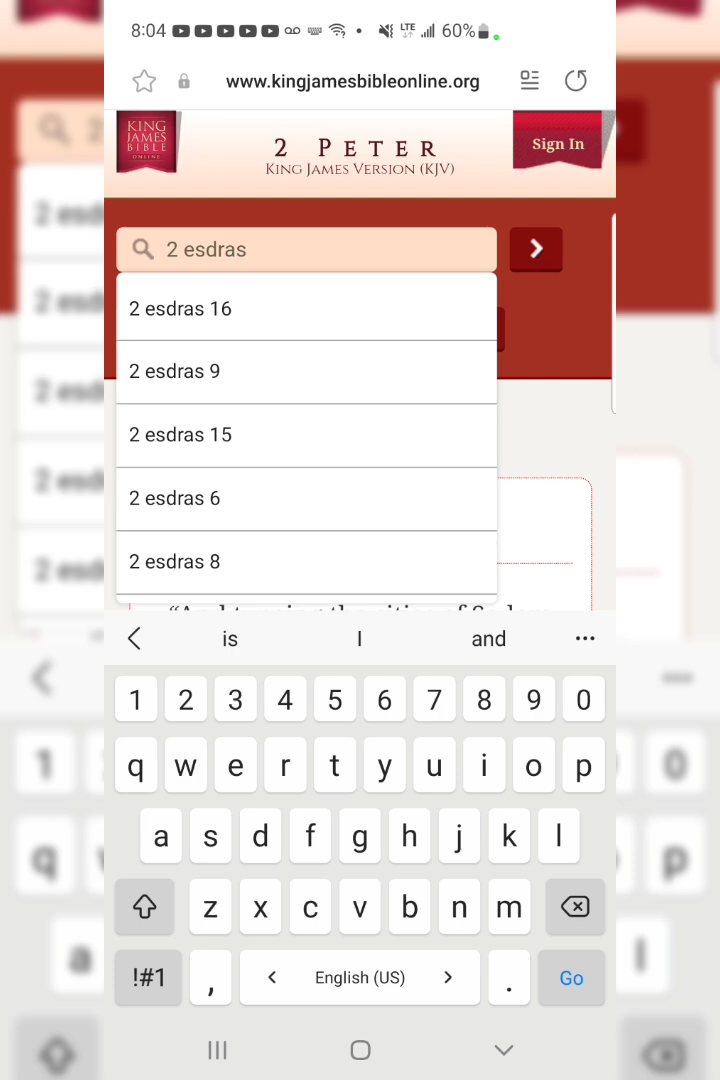 8:04 LTE 60%
www.kingjamesbibleonline.org
KING
JAMES
BIBLE
ONLINE
2 PETER
KING JAMES VERSION (KJV)
Sign In
2 esdras
2 esdras 16
2 esdras 9
2 esdras 15
2 esdras 6
2 esdras 8
is I and ...
1 2 3 4 5 6 7 8 9 0
q w e r t y u i o p
a s d f g h j k l
z x c v b n m
!#1 , < English (US) > . Go